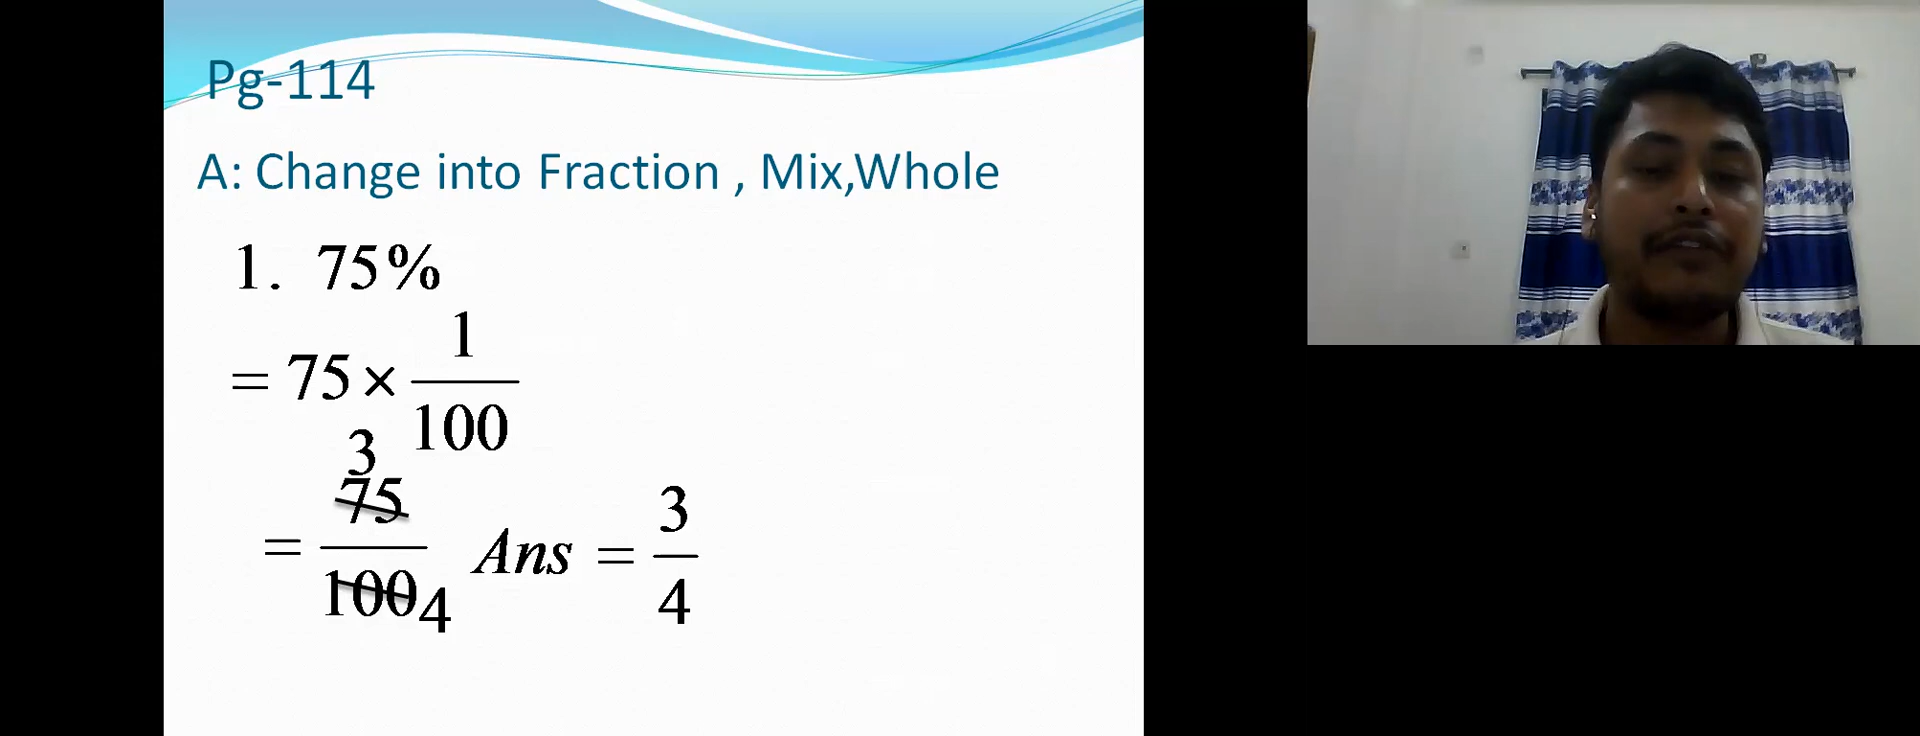 Pg-114
A: Change into Fraction , Mix,Whole
1. 75%
= 75 × 1/100
3
= 75/100 4 Ans = 3/4